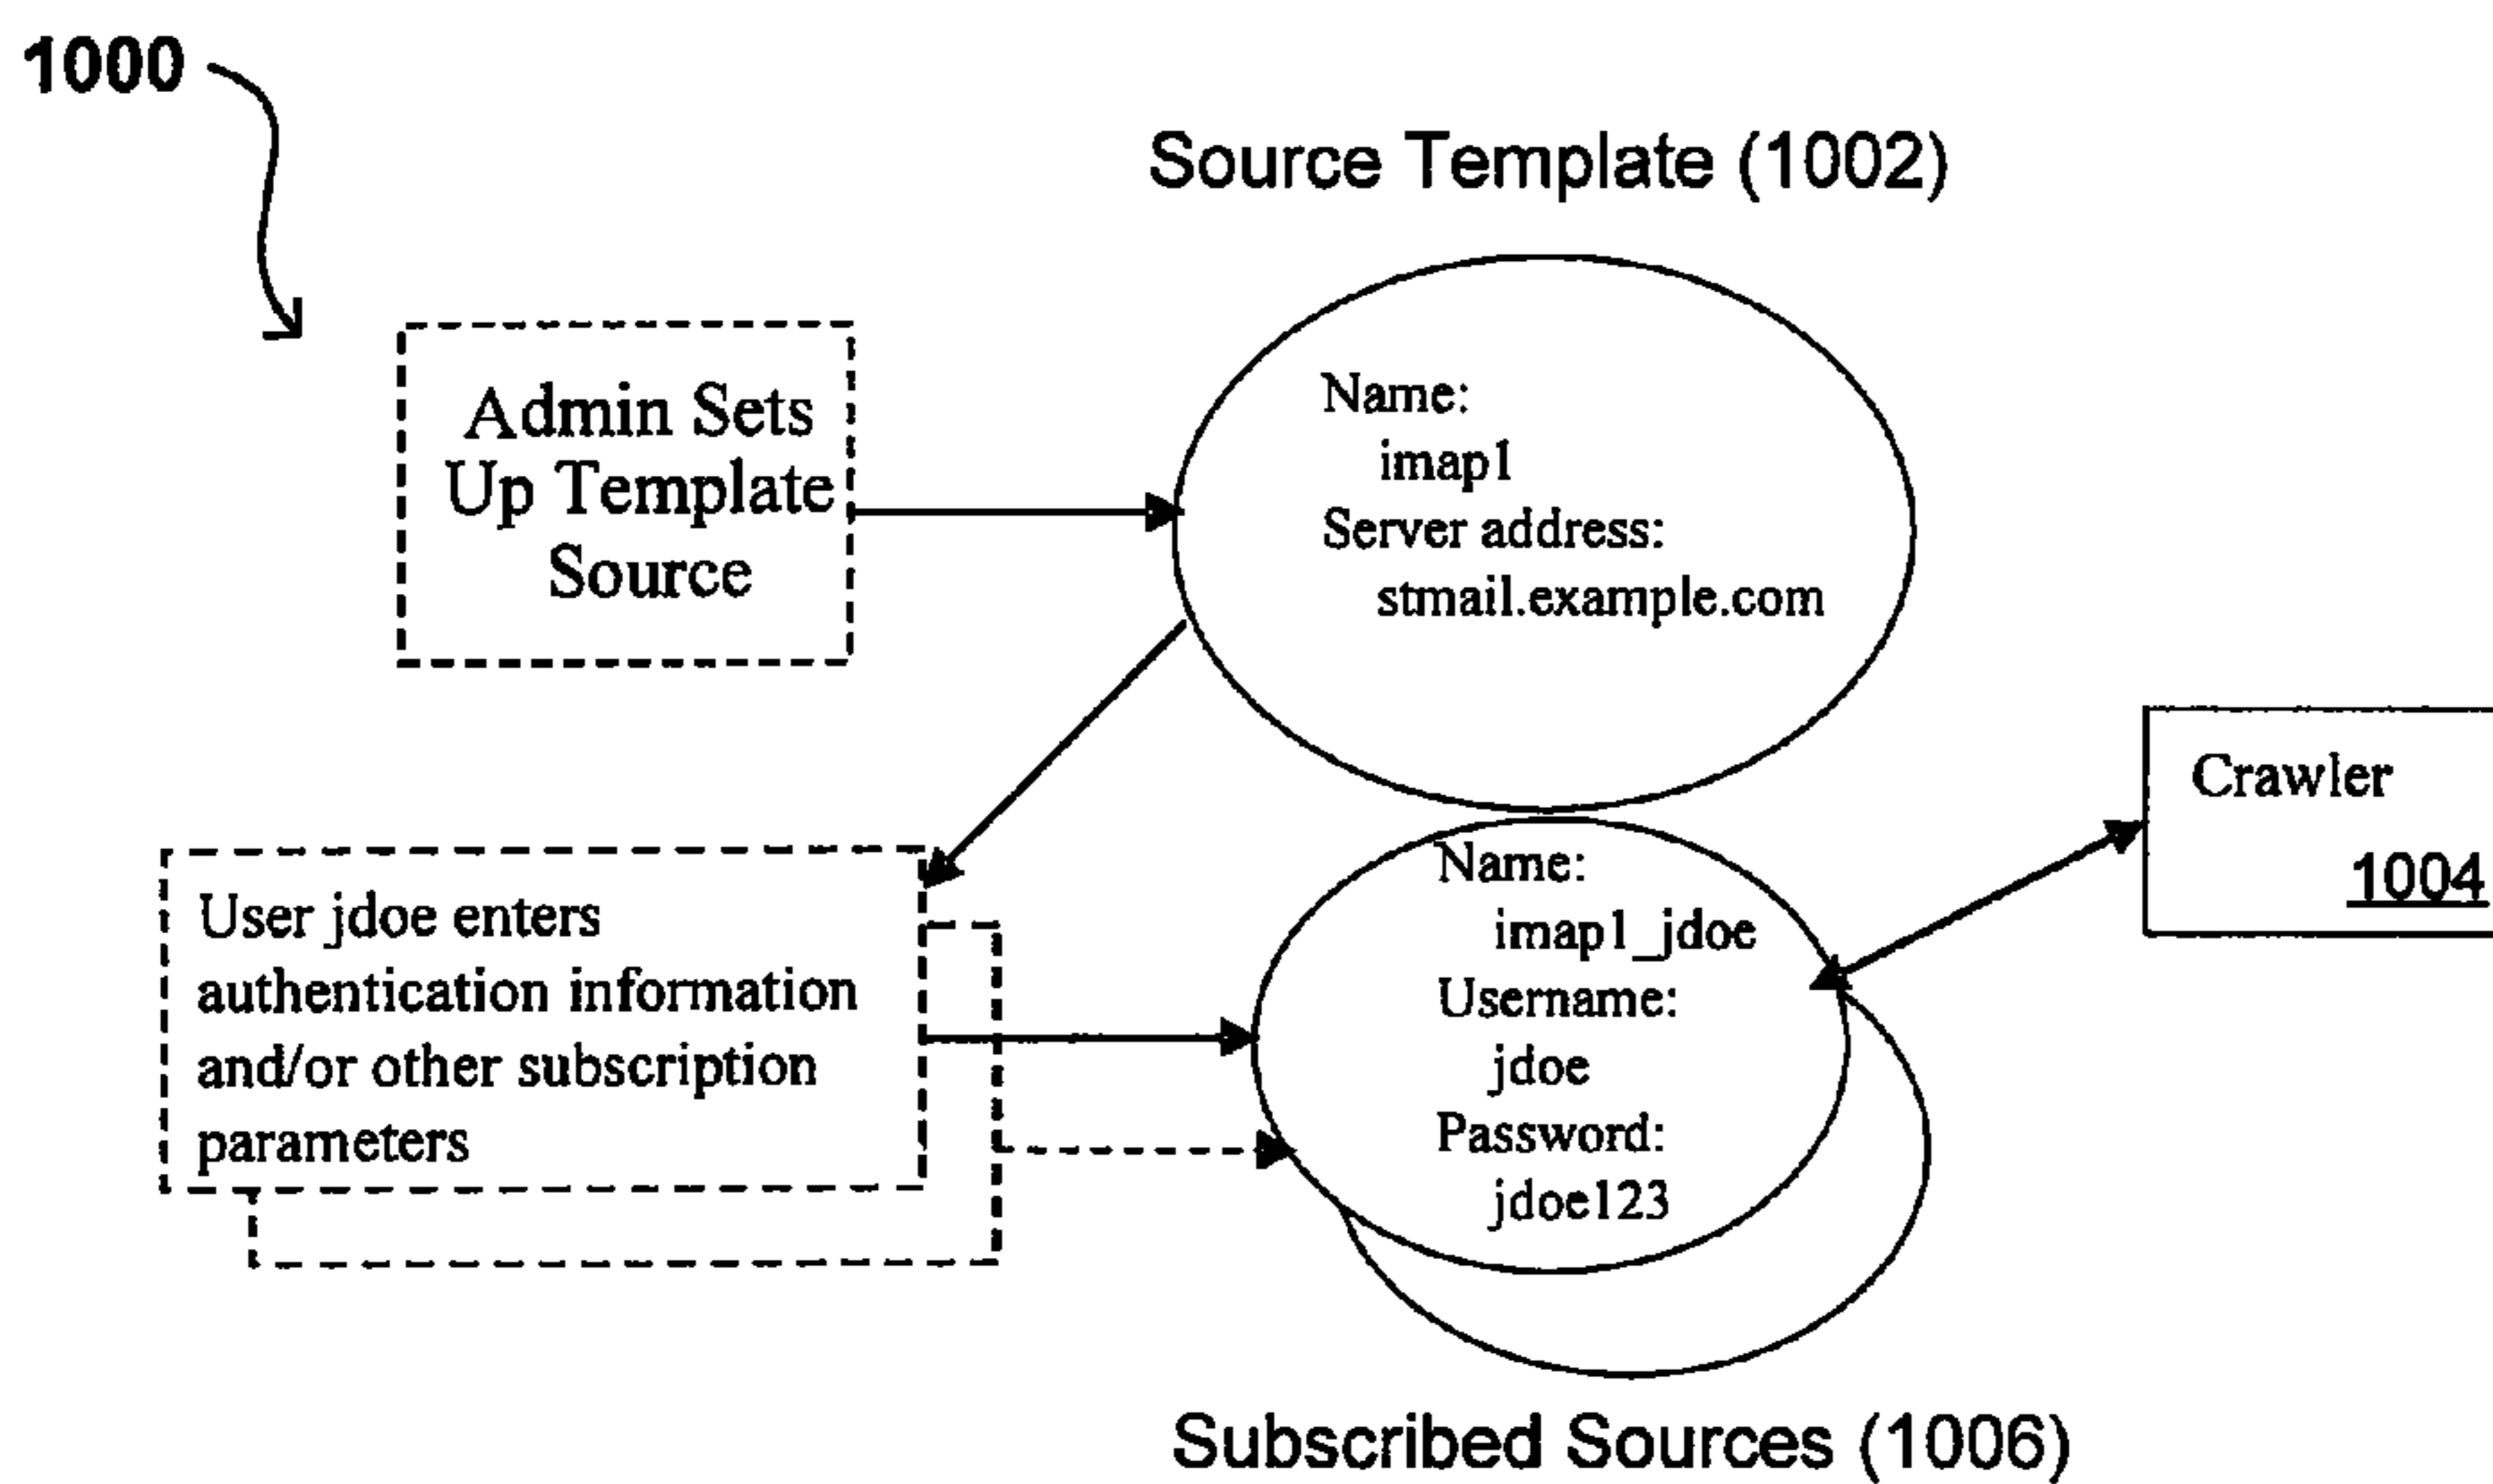 1000
Source Template (1002)
Admin Sets
Up Template
Source
Name:
imap1
Server address:
stmail.example.com
Crawler
1004
User jdoe enters
authentication information
and/or other subscription
parameters
Name:
imap1_jdoe
Username:
jdoe
Password:
jdoe123
Subscribed Sources (1006)